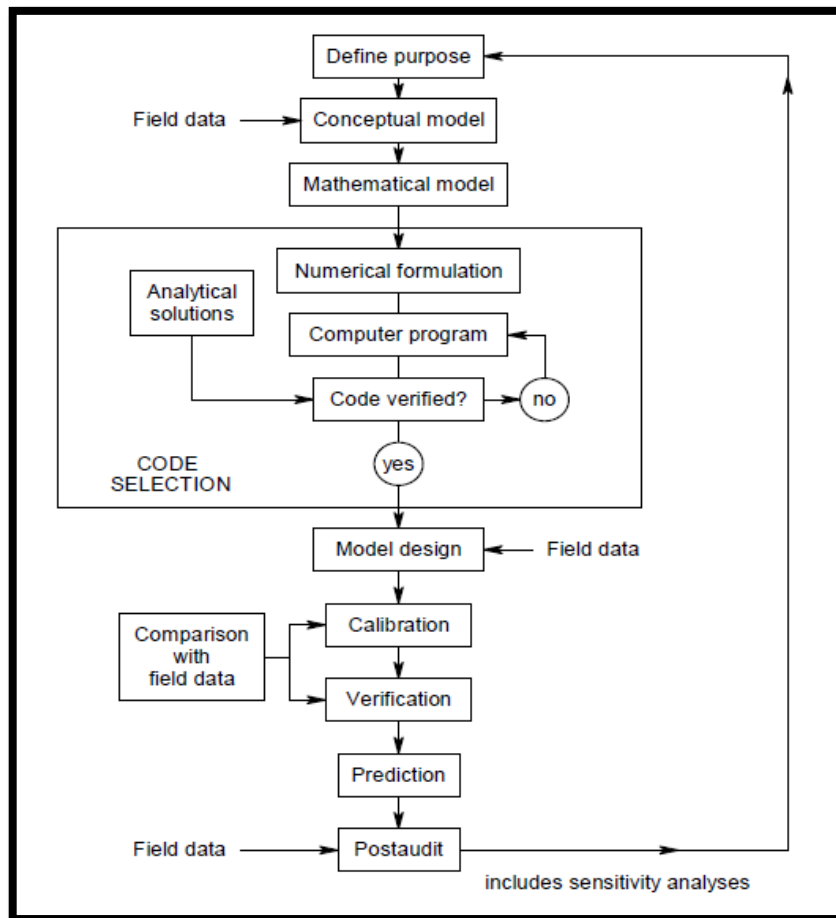 Define purpose
Field data
Conceptual model
Mathematical model
Numerical formulation
Analytical
solutions
Computer program
Code verified?
no
yes
CODE
SELECTION
Model design
Field data
Calibration
Comparison
with
field data
Verification
Prediction
Field data
Postaudit
includes sensitivity analyses